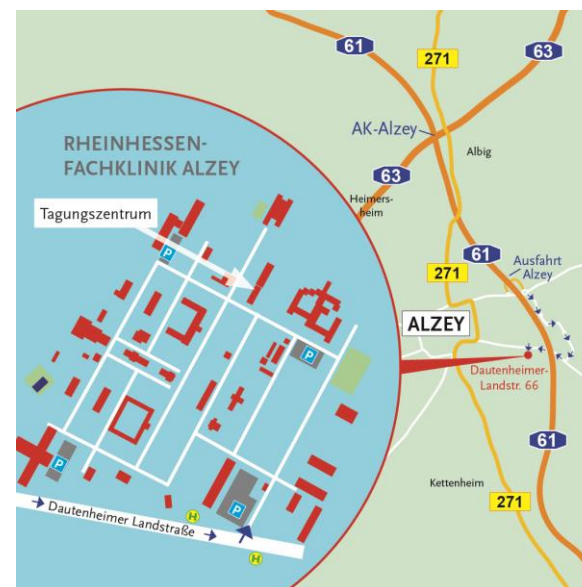 61
63
271
AK-Alzey
Albig
63
Heimers-
heim
RHEINHESSEN-
FACHKLINIK ALZEY
Tagungszentrum
61
271
Ausfahrt
Alzey
ALZEY
Dautenheimer-
Landstr. 66
61
Kettenheim
271
P
P
P
P
H
Dautenheimer Landstraße
H